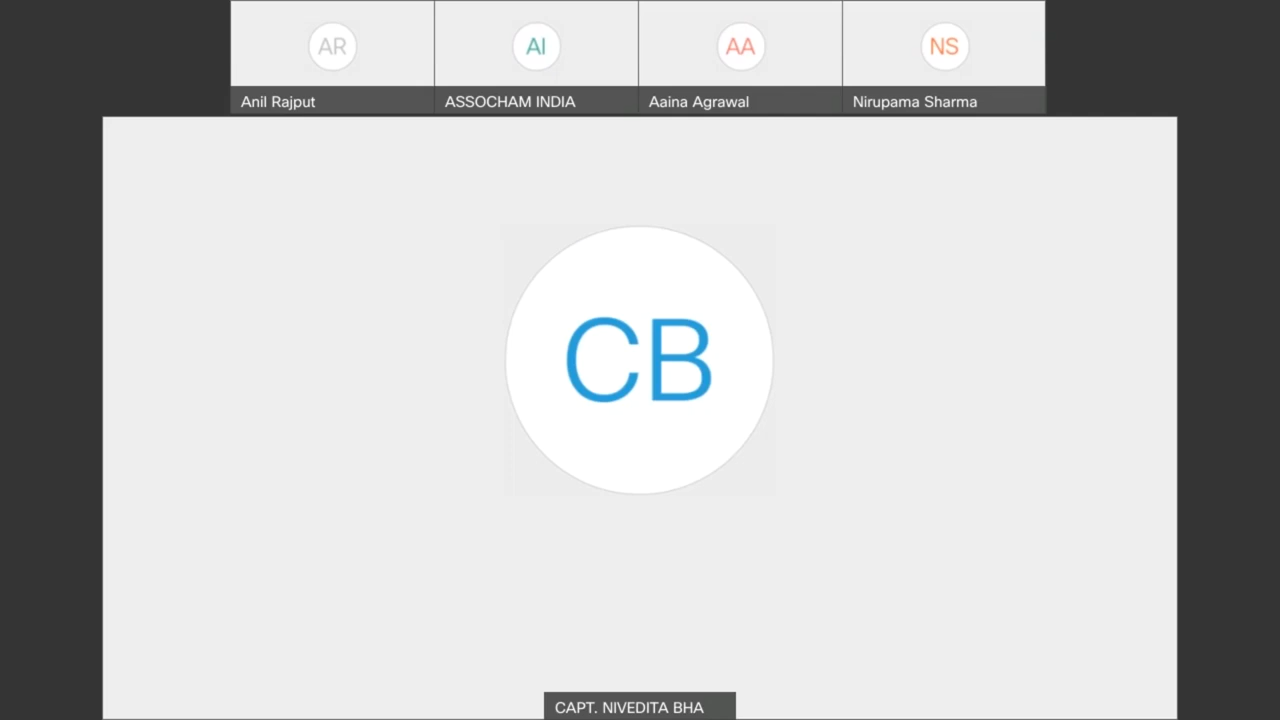 AR
AI
AA
NS
Anil Rajput
ASSOCHAM INDIA
Aaina Agrawal
Nirupama Sharma
CB
CAPT. NIVEDITA BHA